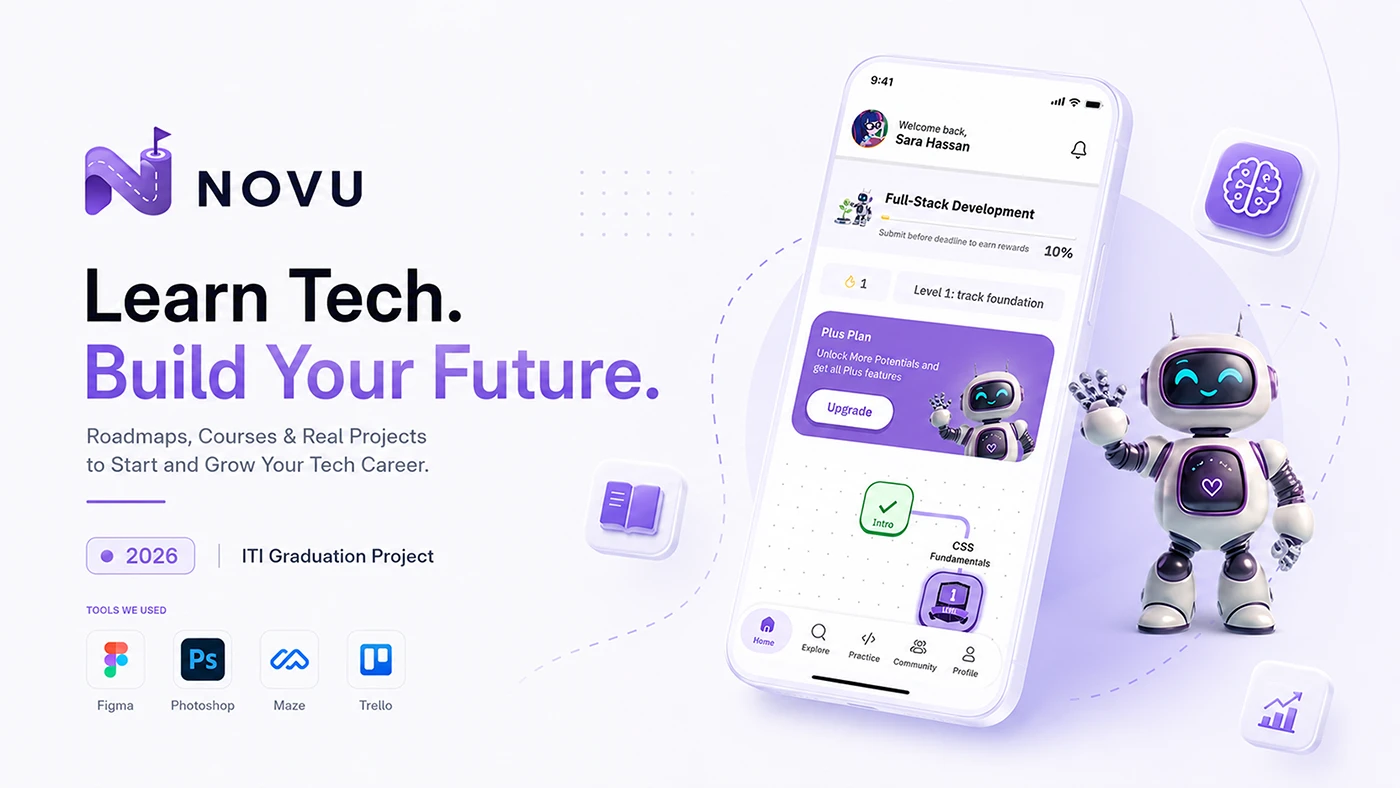 NOVU
Learn Tech.
Build Your Future.
Roadmaps, Courses & Real Projects
to Start and Grow Your Tech Career.
2026
ITI Graduation Project
TOOLS WE USED
Ps
Figma
Photoshop
Maze
Trello
9:41
Welcome back,
Sara Hassan
Full-Stack Development
Submit before deadline to earn rewards
10%
1
Level 1: track foundation
Plus Plan
Unlock More Potentials and
get all Plus features
Upgrade
Intro
CSS
Fundamentals
1
LEVEL
Home
Explore
Practice
Community
Profile